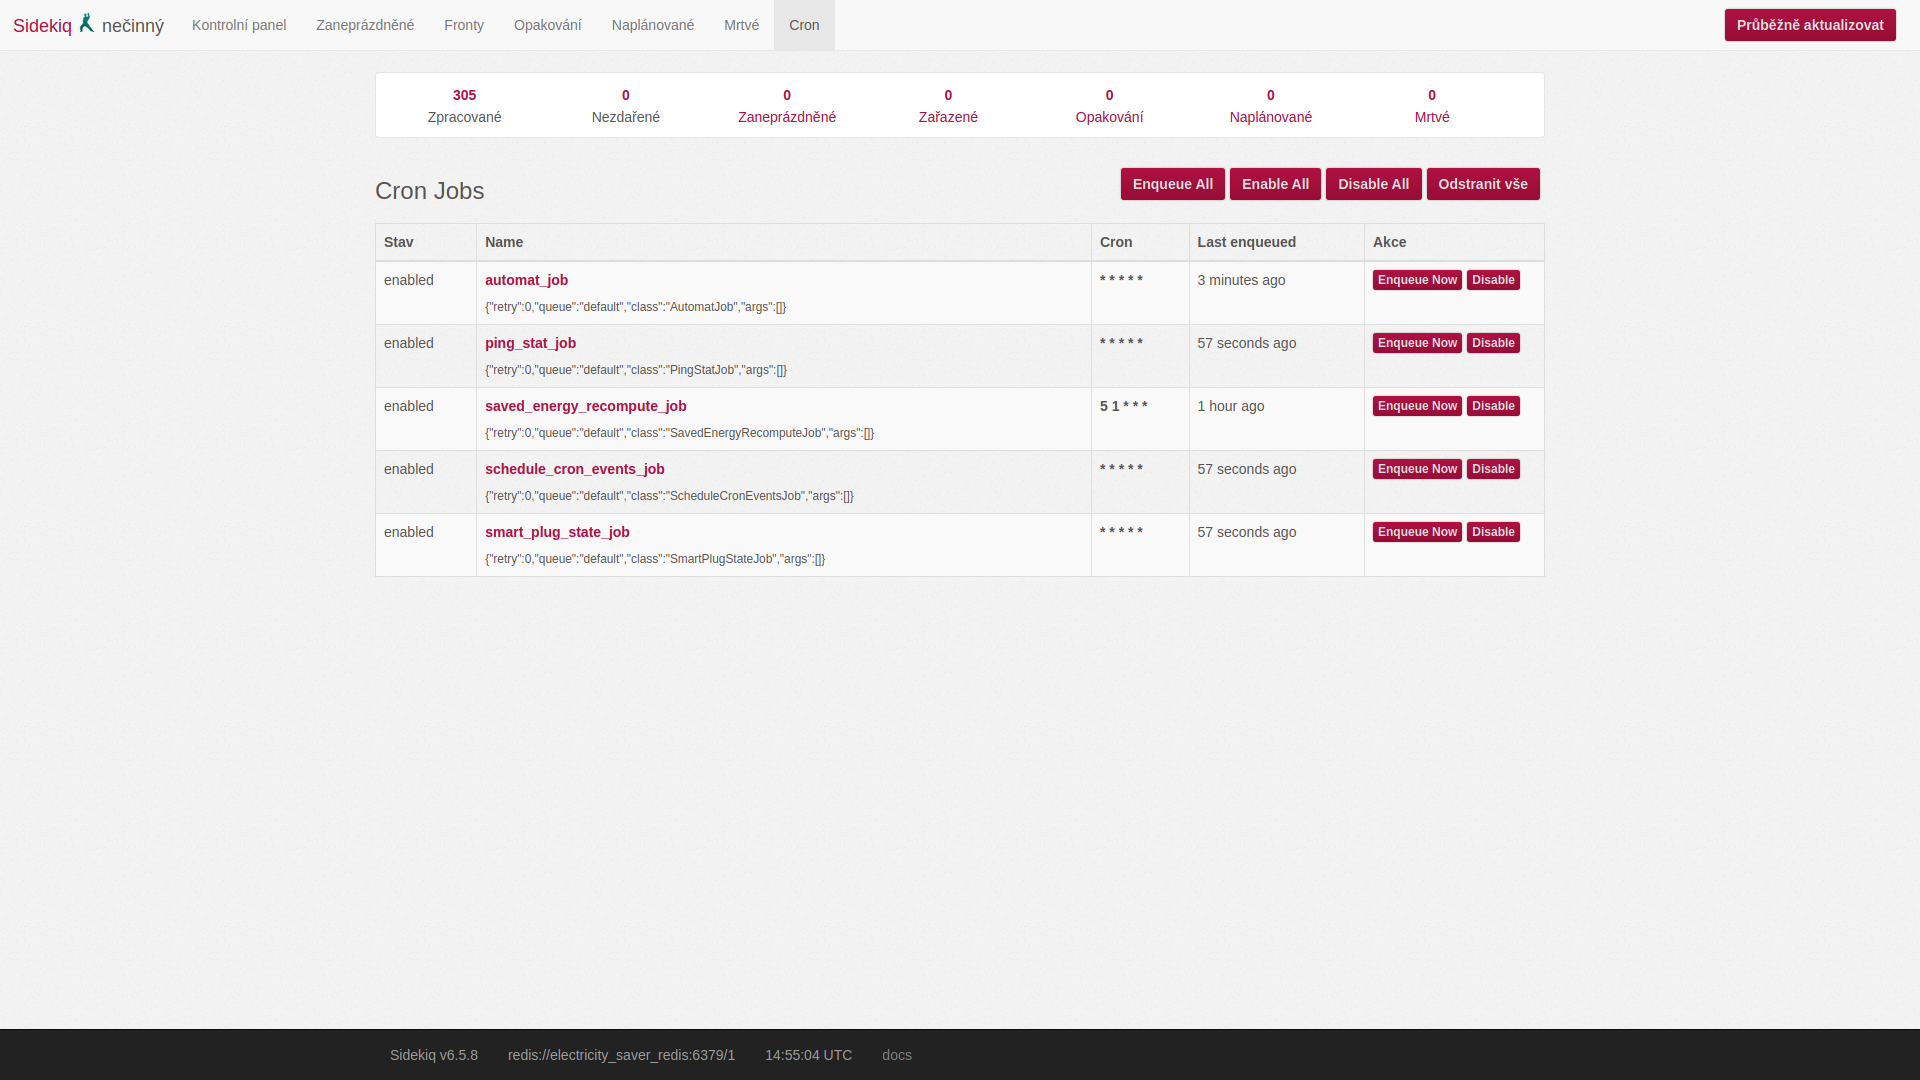 Sidekiq nečinný Kontrolní panel Zaneprázdněné Fronty Opakování Naplánované Mrtvé Cron Průběžně aktualizovat
305 0 0 0 0 0 0
Zpracované Nezdařené Zaneprázdněné Zařazené Opakování Naplánované Mrtvé
Cron Jobs Enqueue All Enable All Disable All Odstranit vše
Stav Name Cron Last enqueued Akce
enabled automat_job * * * * * 3 minutes ago Enqueue Now Disable
{"retry":0,"queue":"default","class":"AutomatJob","args":[]}
enabled ping_stat_job * * * * * 57 seconds ago Enqueue Now Disable
{"retry":0,"queue":"default","class":"PingStatJob","args":[]}
enabled saved_energy_recompute_job 5 1 * * * 1 hour ago Enqueue Now Disable
{"retry":0,"queue":"default","class":"SavedEnergyRecomputeJob","args":[]}
enabled schedule_cron_events_job * * * * * 57 seconds ago Enqueue Now Disable
{"retry":0,"queue":"default","class":"ScheduleCronEventsJob","args":[]}
enabled smart_plug_state_job * * * * * 57 seconds ago Enqueue Now Disable
{"retry":0,"queue":"default","class":"SmartPlugStateJob","args":[]}
Sidekiq v6.5.8 redis://electricity_saver_redis:6379/1 14:55:04 UTC docs